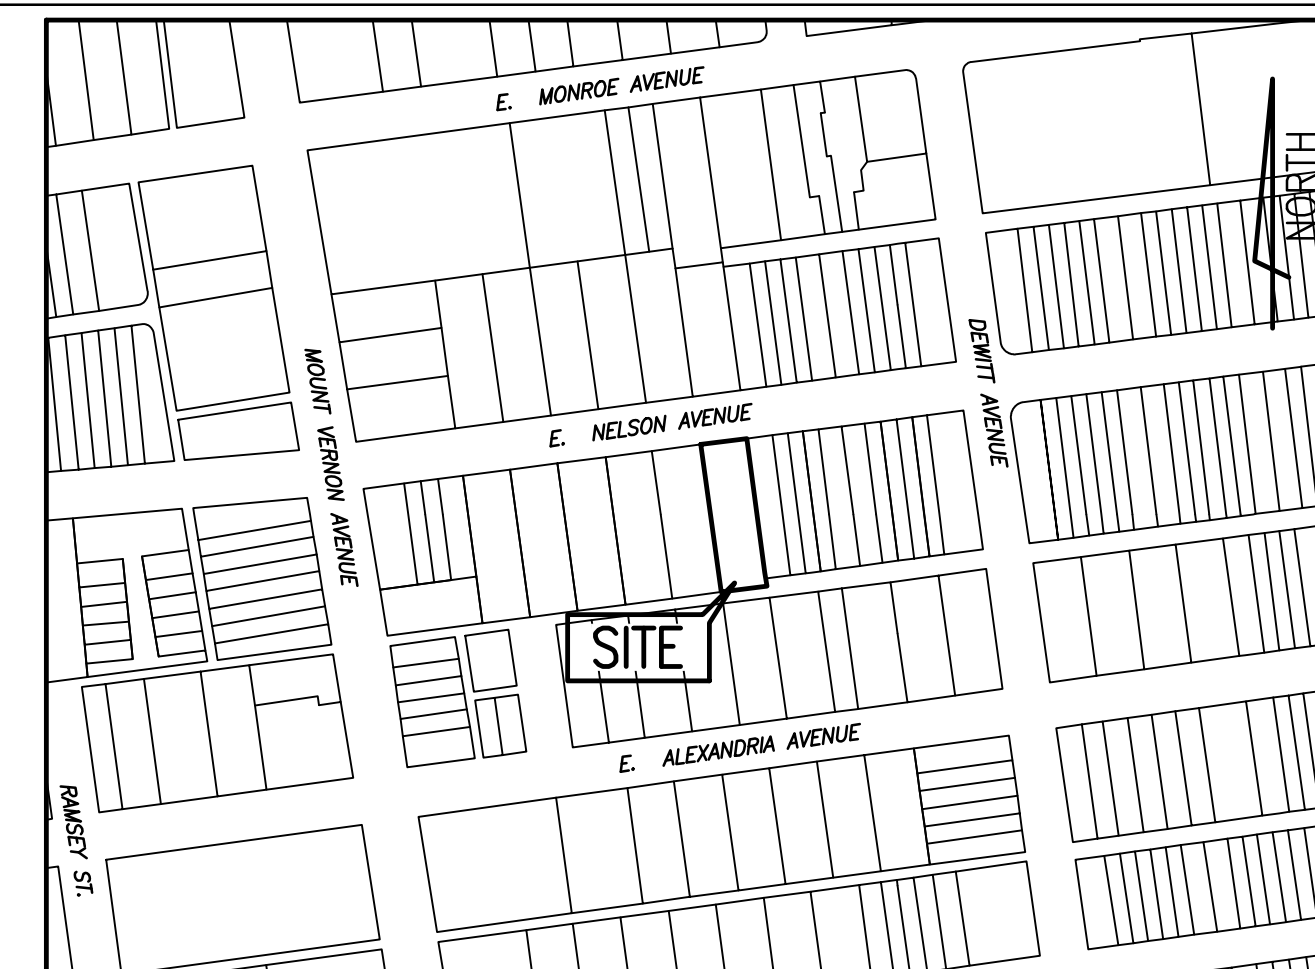 E. MONROE AVENUE
NORTH
MOUNT VERNON AVENUE
DEWITT AVENUE
E. NELSON AVENUE
SITE
E. ALEXANDRIA AVENUE
RAMSEY ST.